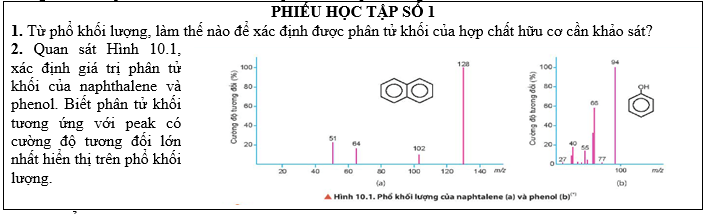 PHIẾU HỌC TẬP SỐ 1
1. Từ phổ khối lượng, làm thế nào để xác định được phân tử khối của hợp chất hữu cơ cần khảo sát?
2. Quan sát Hình 10.1,
xác định giá trị phân tử
khối của naphthalene và
phenol. Biết phân tử khối
tương ứng với peak có
cường độ tương đối lớn
nhất hiển thị trên phổ khối
lượng.
Cường độ tương đối (%)
100
80
60
40
20
128
51
64
102
20 40 60 80 100 120 140 m/z
(a)
Cường độ tương đối (%)
100
80
60
40
20
94
OH
66
40
55
27
77
100 m/z
(b)
▲ Hình 10.1. Phổ khối lượng của naphtalene (a) và phenol (b)(*)